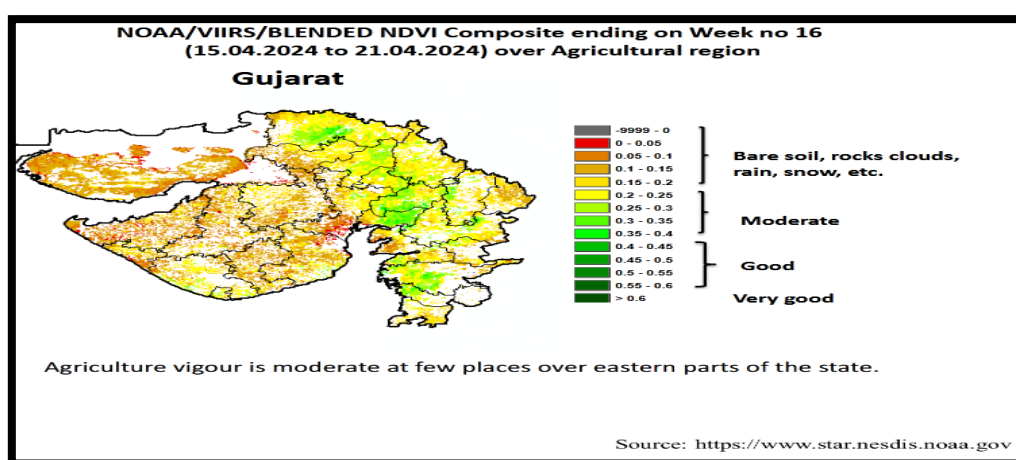 NOAA/VIIRS/BLENDED NDVI Composite ending on Week no 16
(15.04.2024 to 21.04.2024) over Agricultural region
Gujarat
-9999 - 0
0 - 0.05
0.05 - 0.1
0.1 - 0.15
0.15 - 0.2
0.2 - 0.25
0.25 - 0.3
0.3 - 0.35
0.35 - 0.4
0.4 - 0.45
0.45 - 0.5
0.5 - 0.55
0.55 - 0.6
> 0.6
Bare soil, rocks clouds,
rain, snow, etc.
Moderate
Good
Very good
Agriculture vigour is moderate at few places over eastern parts of the state.
Source: https://www.star.nesdis.noaa.gov